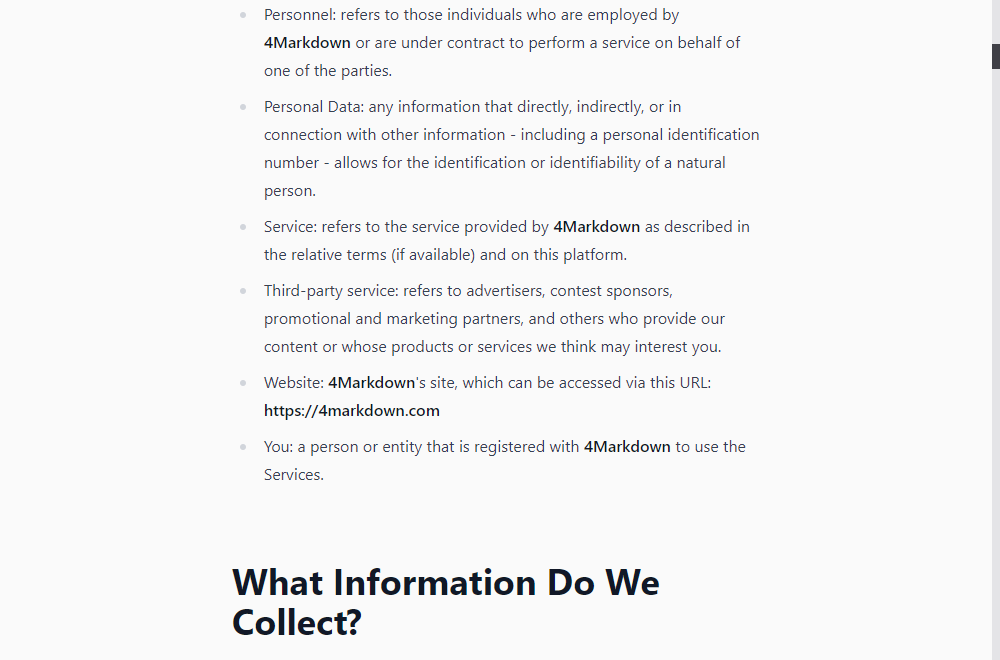 Personnel: refers to those individuals who are employed by
4Markdown or are under contract to perform a service on behalf of
one of the parties.
Personal Data: any information that directly, indirectly, or in
connection with other information - including a personal identification
number - allows for the identification or identifiability of a natural
person.
Service: refers to the service provided by 4Markdown as described in
the relative terms (if available) and on this platform.
Third-party service: refers to advertisers, contest sponsors,
promotional and marketing partners, and others who provide our
content or whose products or services we think may interest you.
Website: 4Markdown's site, which can be accessed via this URL:
https://4markdown.com
You: a person or entity that is registered with 4Markdown to use the
Services.
What Information Do We
Collect?